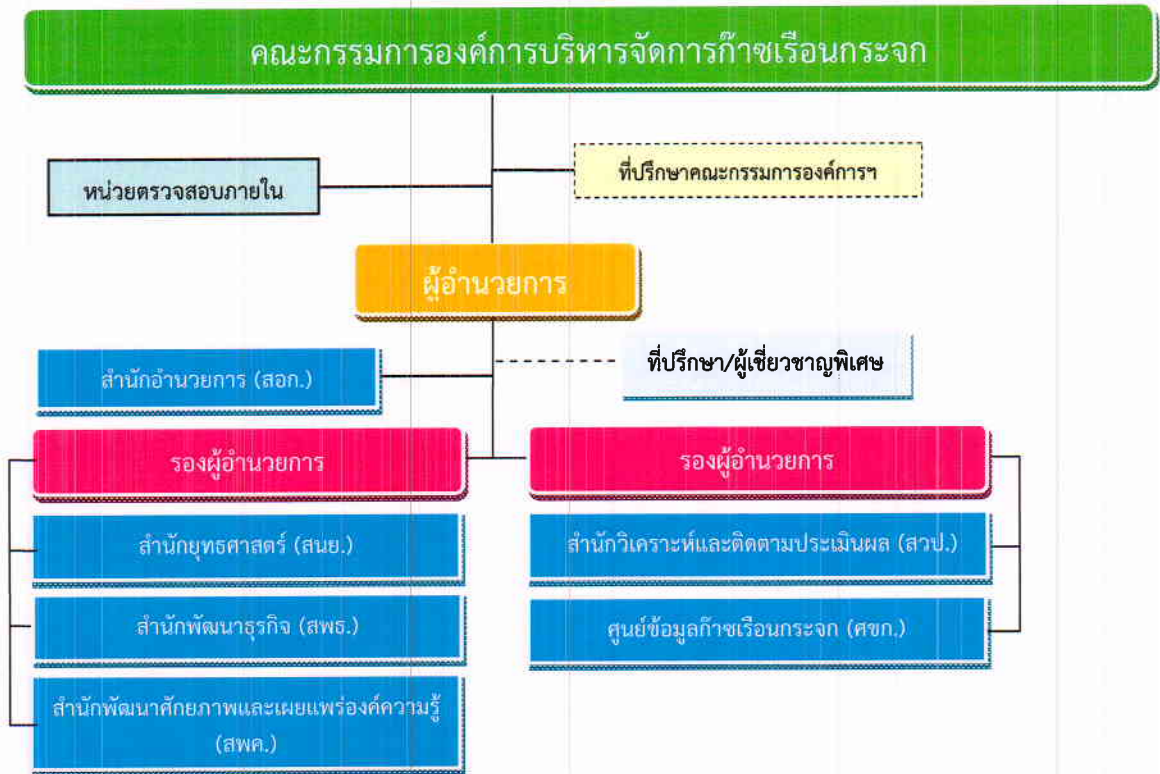 คณะกรรมการองค์การบริหารจัดการก๊าซเรือนกระจก
ที่ปรึกษาคณะกรรมการองค์การฯ
หน่วยตรวจสอบภายใน
ผู้อำนวยการ
ที่ปรึกษา/ผู้เชี่ยวชาญพิเศษ
สำนักอำนวยการ (สอก.)
รองผู้อำนวยการ
รองผู้อำนวยการ
สำนักยุทธศาสตร์ (สนย.)
สำนักวิเคราะห์และติดตามประเมินผล (สวป.)
สำนักพัฒนาธุรกิจ (สพธ.)
ศูนย์ข้อมูลก๊าซเรือนกระจก (ศขก.)
สำนักพัฒนาศักยภาพและเผยแพร่องค์ความรู้
(สพค.)